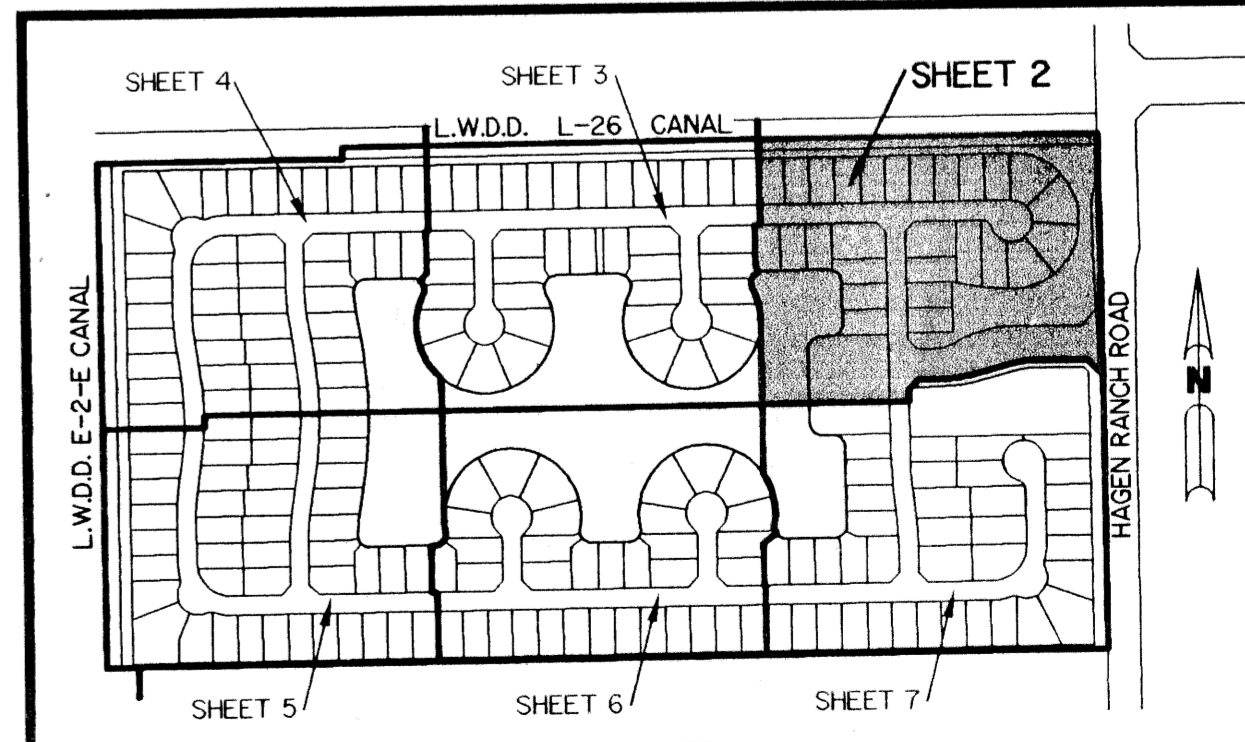 SHEET 4
SHEET 3
SHEET 2
L.W.D.D. L-26 CANAL
L.W.D.D. E-2-E CANAL
HAGEN RANCH ROAD
N
SHEET 5
SHEET 6
SHEET 7